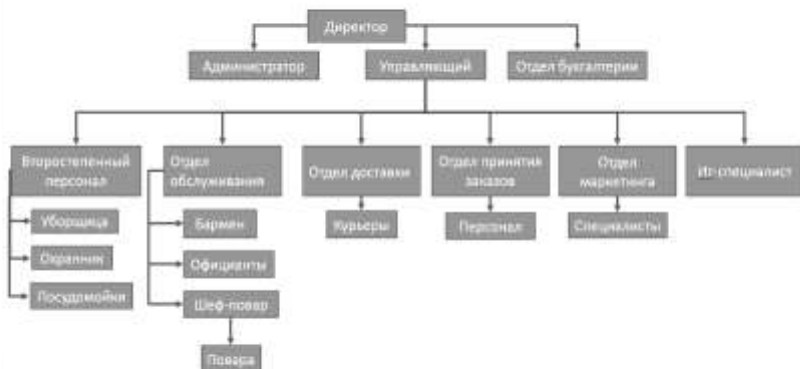 Директор
Администратор
Управляющий
Отдел бухгалтерии
Второстепенный
персонал
Отдел
обслуживания
Отдел доставки
Отдел принятия
заказов
Отдел
маркетинга
Ит-специалист
Уборщица
Бармен
Курьеры
Персонал
Специалисты
Охранник
Официанты
Посудомойки
Шеф-повар
Повара